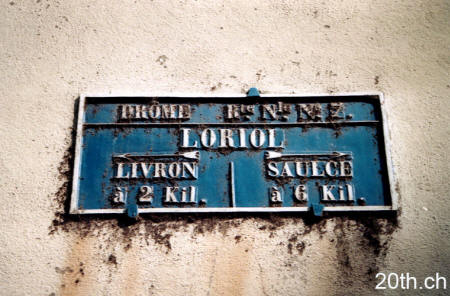 DRÔME Rte Nle No 7.
LORIOL
LIVRON SAULCE
à 2 Kil. à 6 Kil.
20th.ch